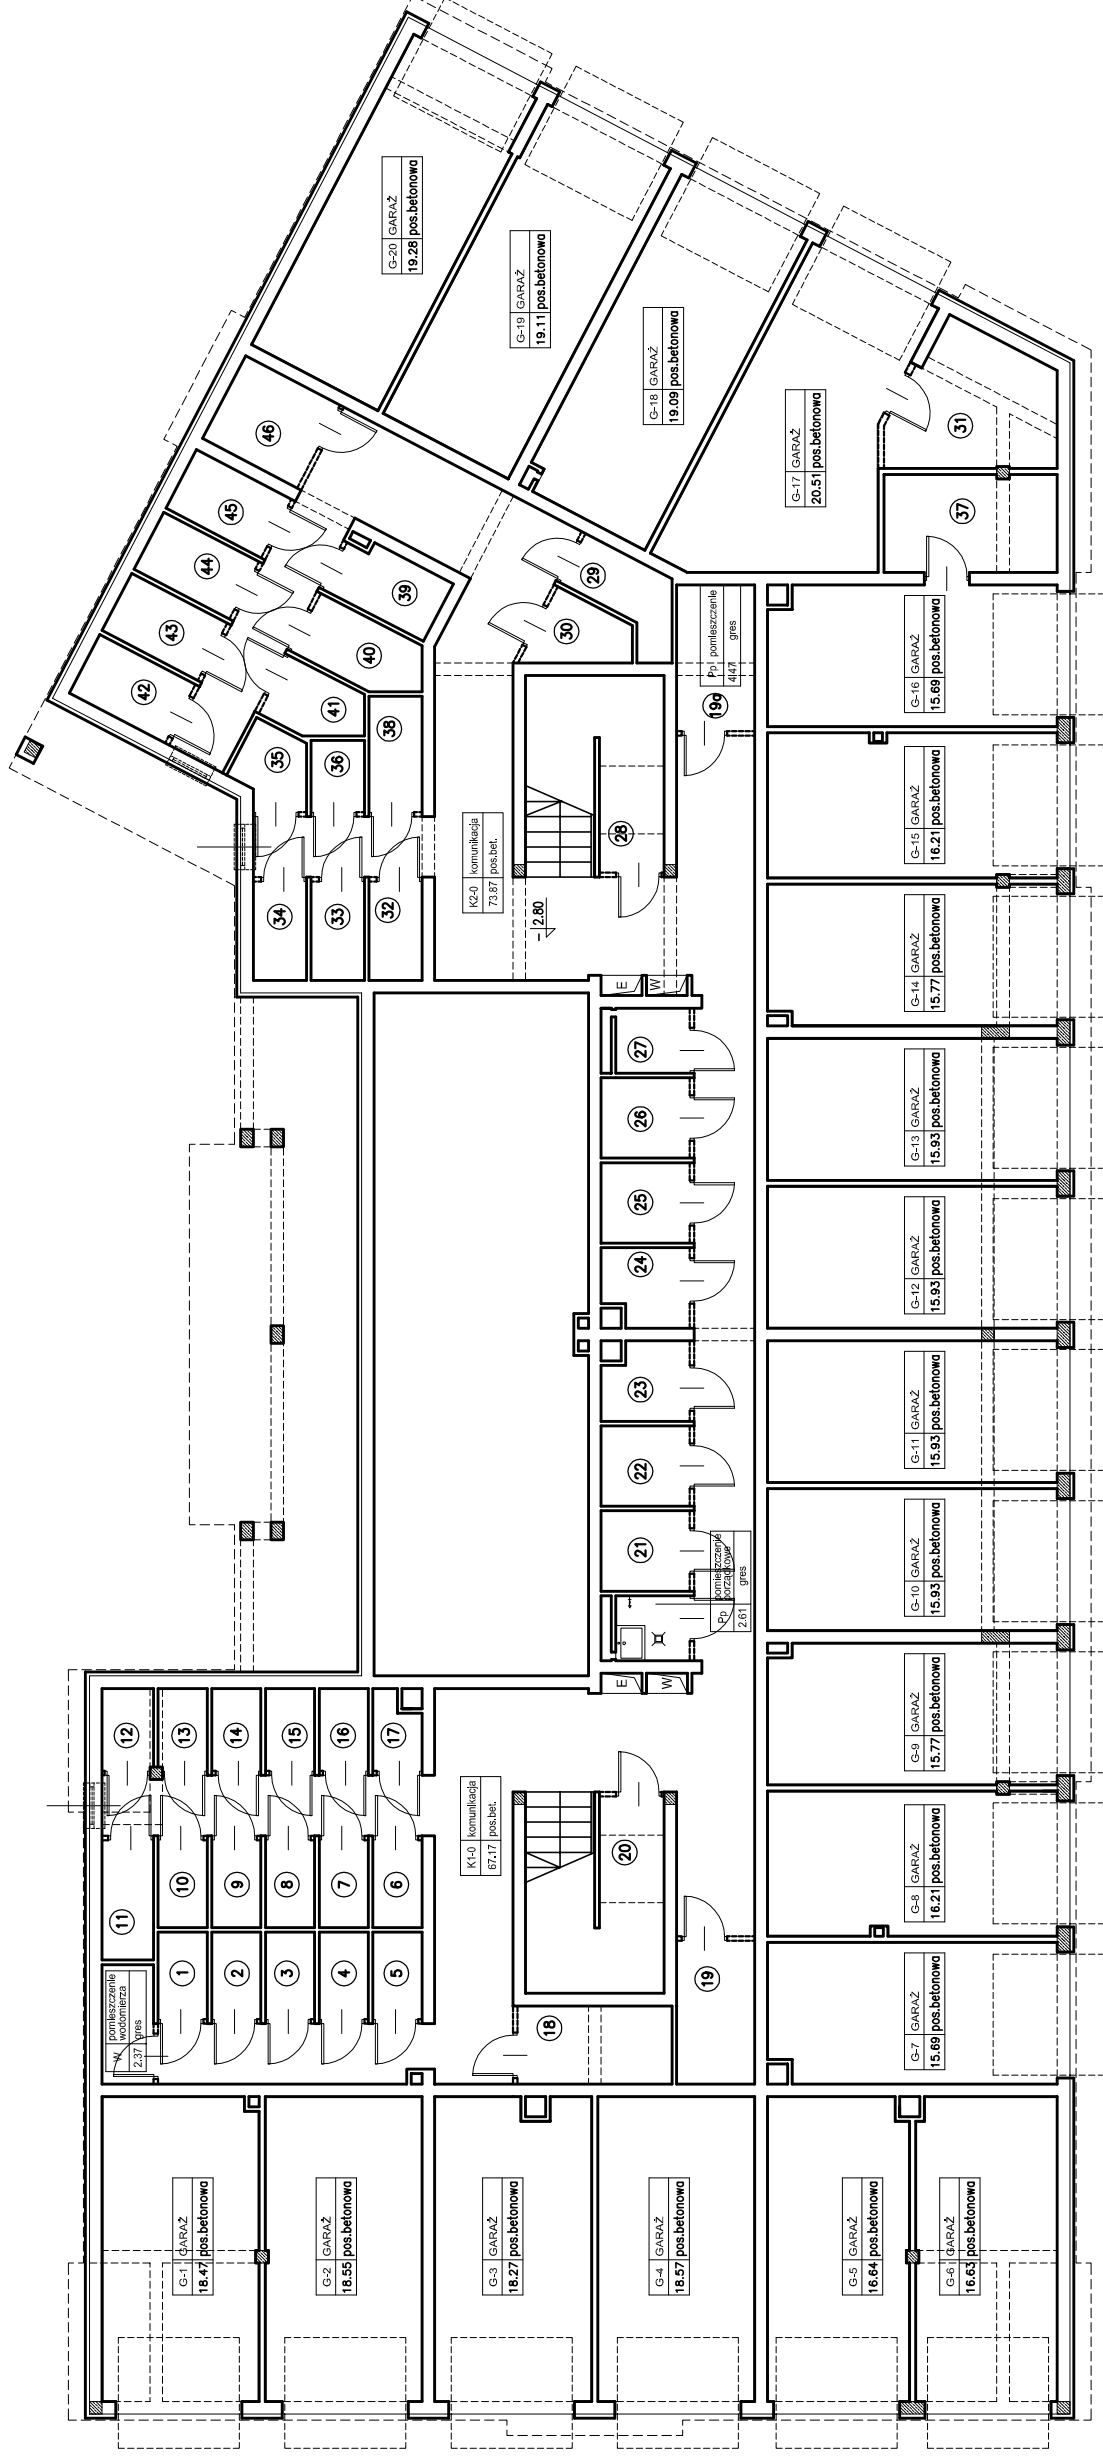 G-20 GARAŻ
19.28 pos.betonowa
G-19 GARAŻ
19.11 pos.betonowa
G-18 GARAŻ
19.09 pos.betonowa
G-17 GARAŻ
20.51 pos.betonowa
46
45
44
43
42
39
40
41
38
36
35
34
33
32
29
30
31
37
Pp pomieszczenie
4.47 gres
19a
28
K2-0 komunikacja
73.87 pos.bet.
- 2.80
E
W
27
26
25
24
23
22
21
Pp pomieszczenie
porządkowe
2.61 gres
E
W
G-16 GARAŻ
15.69 pos.betonowa
G-15 GARAŻ
16.21 pos.betonowa
G-14 GARAŻ
15.77 pos.betonowa
G-13 GARAŻ
15.93 pos.betonowa
G-12 GARAŻ
15.93 pos.betonowa
G-11 GARAŻ
15.93 pos.betonowa
G-10 GARAŻ
15.93 pos.betonowa
G-9 GARAŻ
15.77 pos.betonowa
G-8 GARAŻ
16.21 pos.betonowa
G-7 GARAŻ
15.69 pos.betonowa
12
13
14
15
16
17
11
10
9
8
7
6
1
2
3
4
5
W pomieszczenie
wodomierza
2.37 gres
K1-0 komunikacja
67.17 pos.bet.
20
19
18
G-1 GARAŻ
18.47 pos.betonowa
G-2 GARAŻ
18.55 pos.betonowa
G-3 GARAŻ
18.27 pos.betonowa
G-4 GARAŻ
18.57 pos.betonowa
G-5 GARAŻ
16.64 pos.betonowa
G-6 GARAŻ
16.63 pos.betonowa